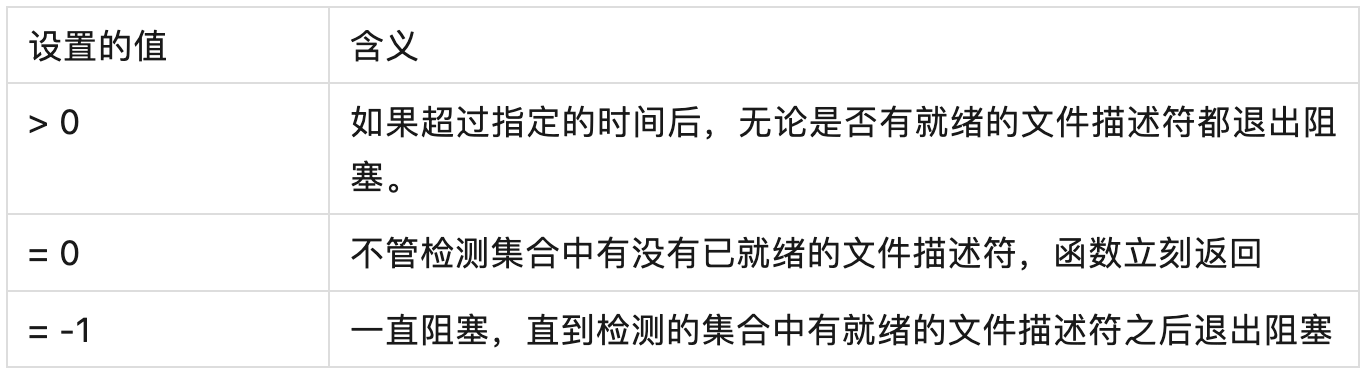 设置的值 含义
> 0 如果超过指定的时间后，无论是否有就绪的文件描述符都退出阻
塞。
= 0 不管检测集合中有没有已就绪的文件描述符，函数立刻返回
= -1 一直阻塞，直到检测的集合中有就绪的文件描述符之后退出阻塞